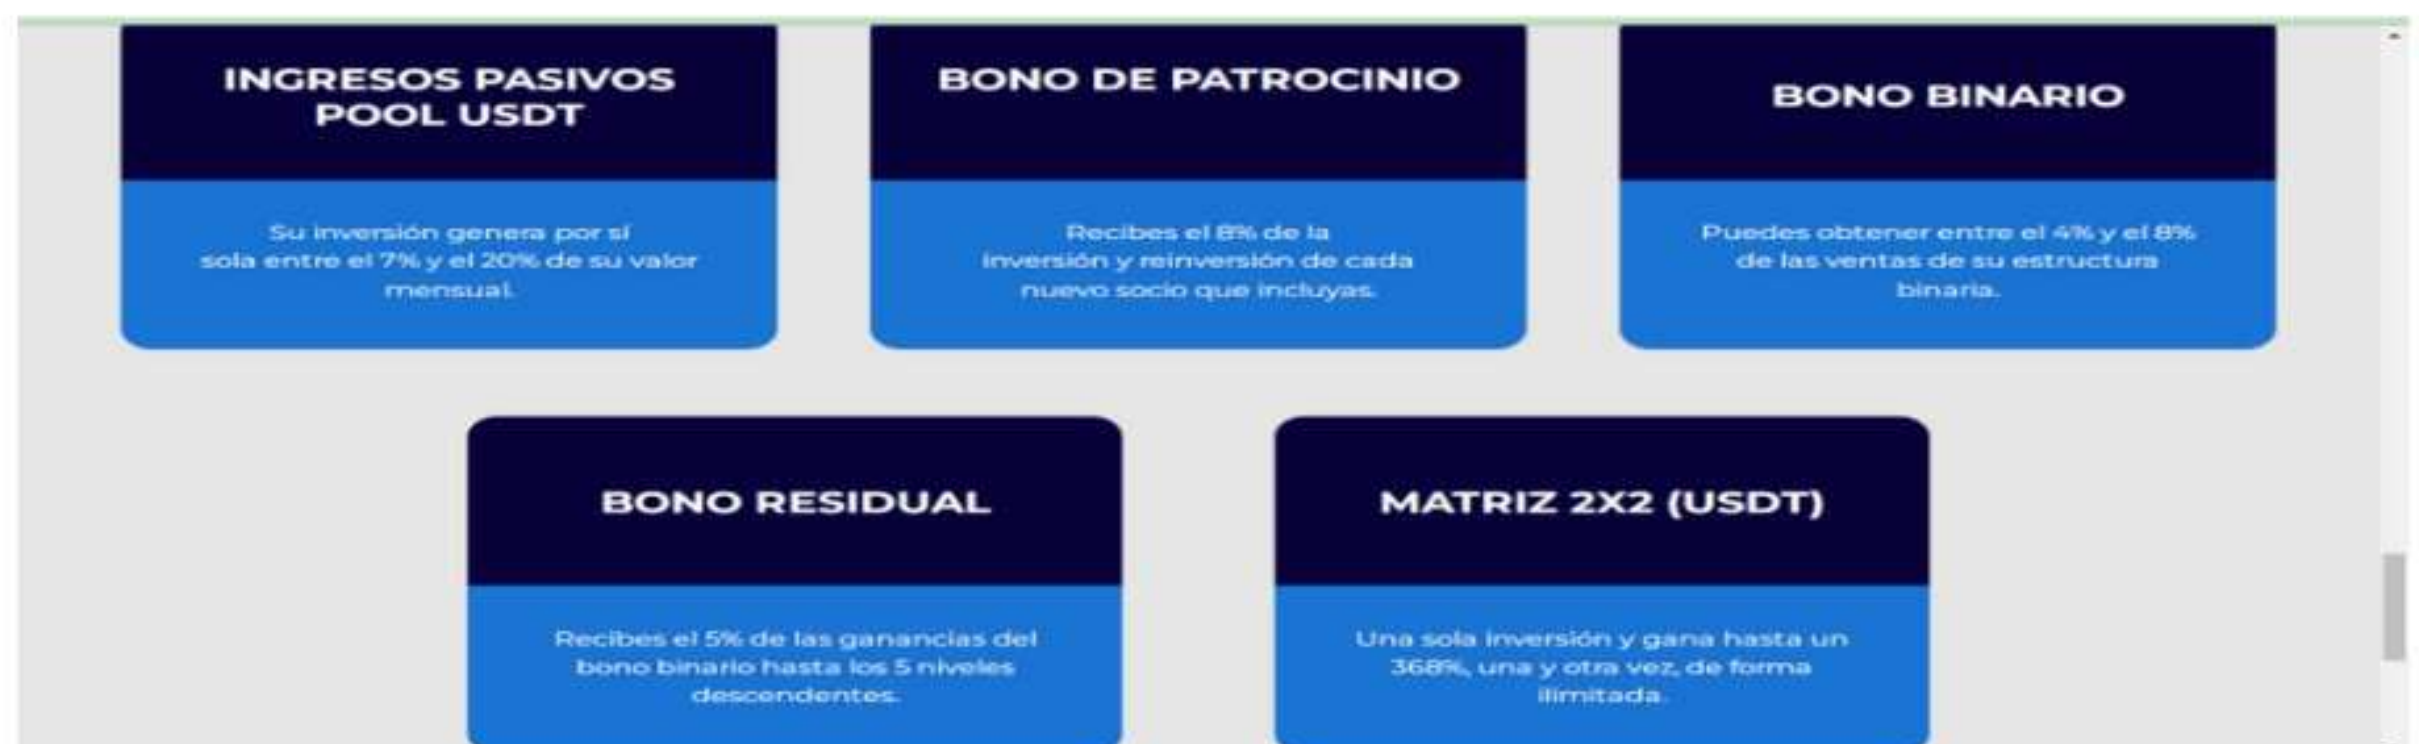 INGRESOS PASIVOS
POOL USDT
Su inversión genera por sí
sola entre el 7% y el 20% de su valor
mensual.
BONO DE PATROCINIO
Recibes el 8% de la
inversión y reinversión de cada
nuevo socio que incluyas.
BONO BINARIO
Puedes obtener entre el 4% y el 8%
de las ventas de su estructura
binaria.
BONO RESIDUAL
Recibes el 5% de las ganancias del
bono binario hasta los 5 niveles
descendentes.
MATRIZ 2X2 (USDT)
Una sola inversión y gana hasta un
368%, una y otra vez, de forma
ilimitada.